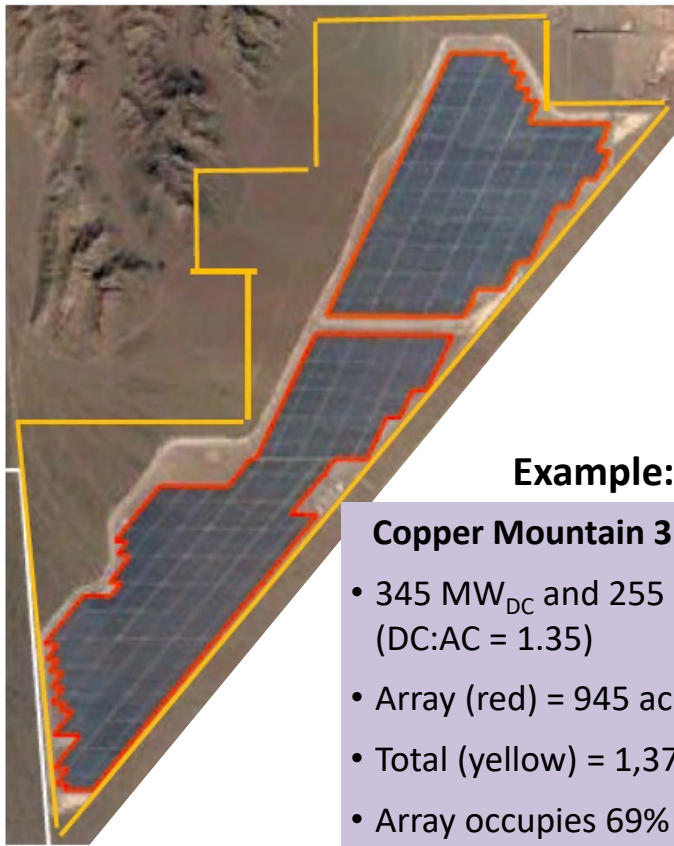 Example:
Copper Mountain 3
• 345 MWDC and 255
(DC:AC = 1.35)
• Array (red) = 945 ac
• Total (yellow) = 1,37
• Array occupies 69%